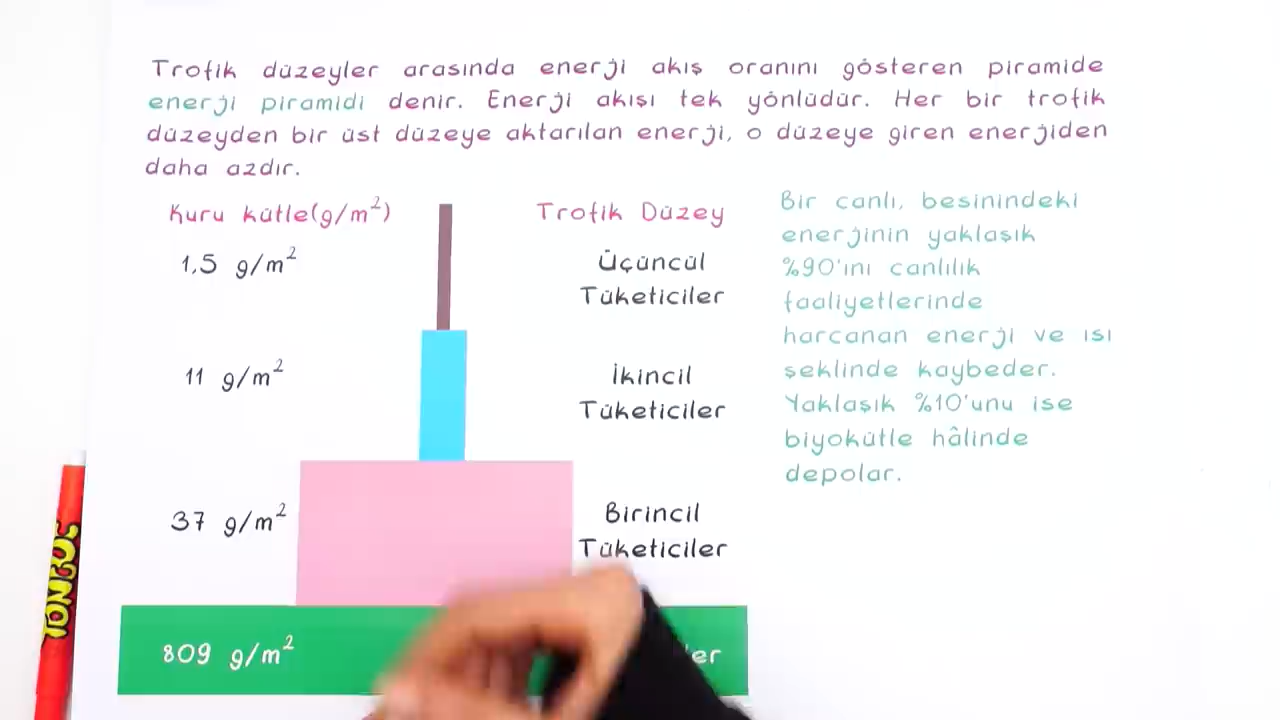 Trofik düzeyler arasında enerji akış oranını gösteren piramide
enerji piramidi denir. Enerji akışı tek yönlüdür. Her bir trofik
düzeyden bir üst düzeye aktarılan enerji, o düzeye giren enerjiden
daha azdır.
Kuru kütle(g/m²)
Trofik Düzey
1,5 g/m²
Üçüncül
Tüketiciler
11 g/m²
İkincil
Tüketiciler
37 g/m²
Birincil
Tüketiciler
809 g/m²
Bir canlı, besinindeki
enerjinin yaklaşık
%90'ını canlılık
faaliyetlerinde
harcanan enerji ve ısı
şeklinde kaybeder.
Yaklaşık %10'unu ise
biyokütle hâlinde
depolar.
TOMBUŞ